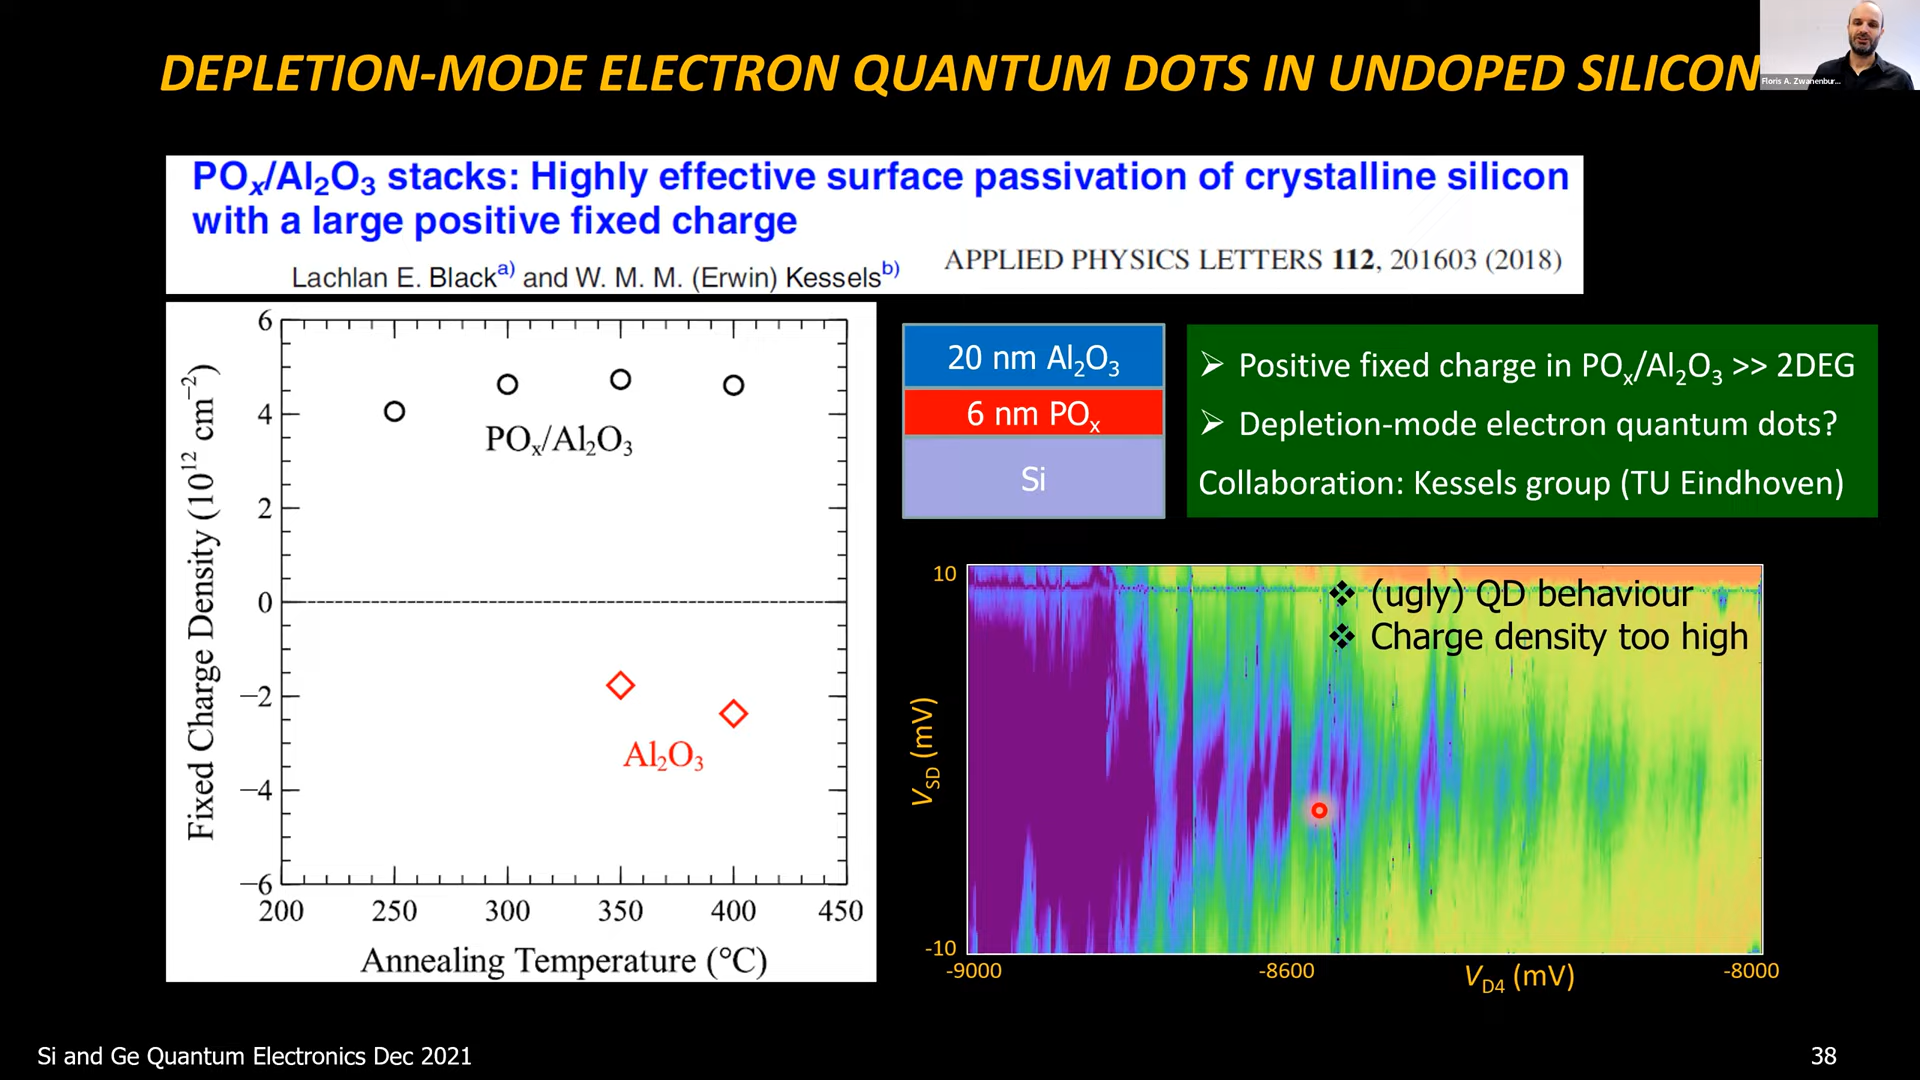 DEPLETION-MODE ELECTRON QUANTUM DOTS IN UNDOPED SILICON
Floris A. Zwanenbur...
POₓ/Al₂O₃ stacks: Highly effective surface passivation of crystalline silicon
with a large positive fixed charge
Lachlan E. Black a) and W. M. M. (Erwin) Kessels b)
APPLIED PHYSICS LETTERS 112, 201603 (2018)
Fixed Charge Density (10¹² cm⁻²)
6
4
2
0
−2
−4
−6
POₓ/Al₂O₃
Al₂O₃
200 250 300 350 400 450
Annealing Temperature (°C)
20 nm Al₂O₃
6 nm POₓ
Si
➢ Positive fixed charge in POₓ/Al₂O₃ >> 2DEG
➢ Depletion-mode electron quantum dots?
Collaboration: Kessels group (TU Eindhoven)
❖ (ugly) QD behaviour
❖ Charge density too high
10
V_SD (mV)
-10
-9000 -8600 V_D4 (mV) -8000
Si and Ge Quantum Electronics Dec 2021
38